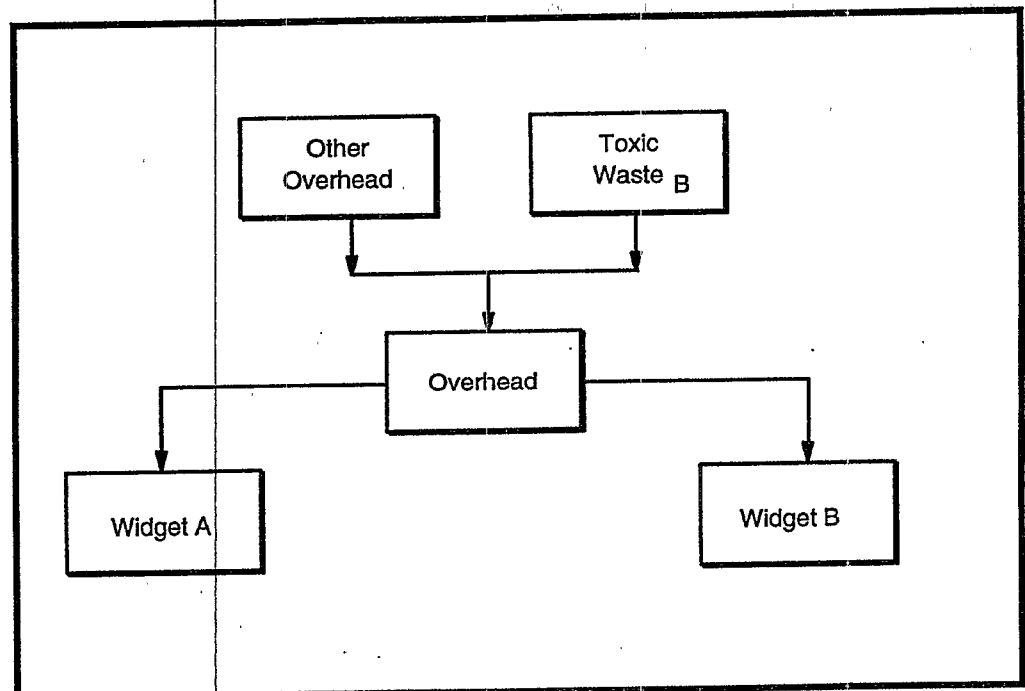 Other
Overhead
Toxic
Waste B
Overhead
Widget A
Widget B